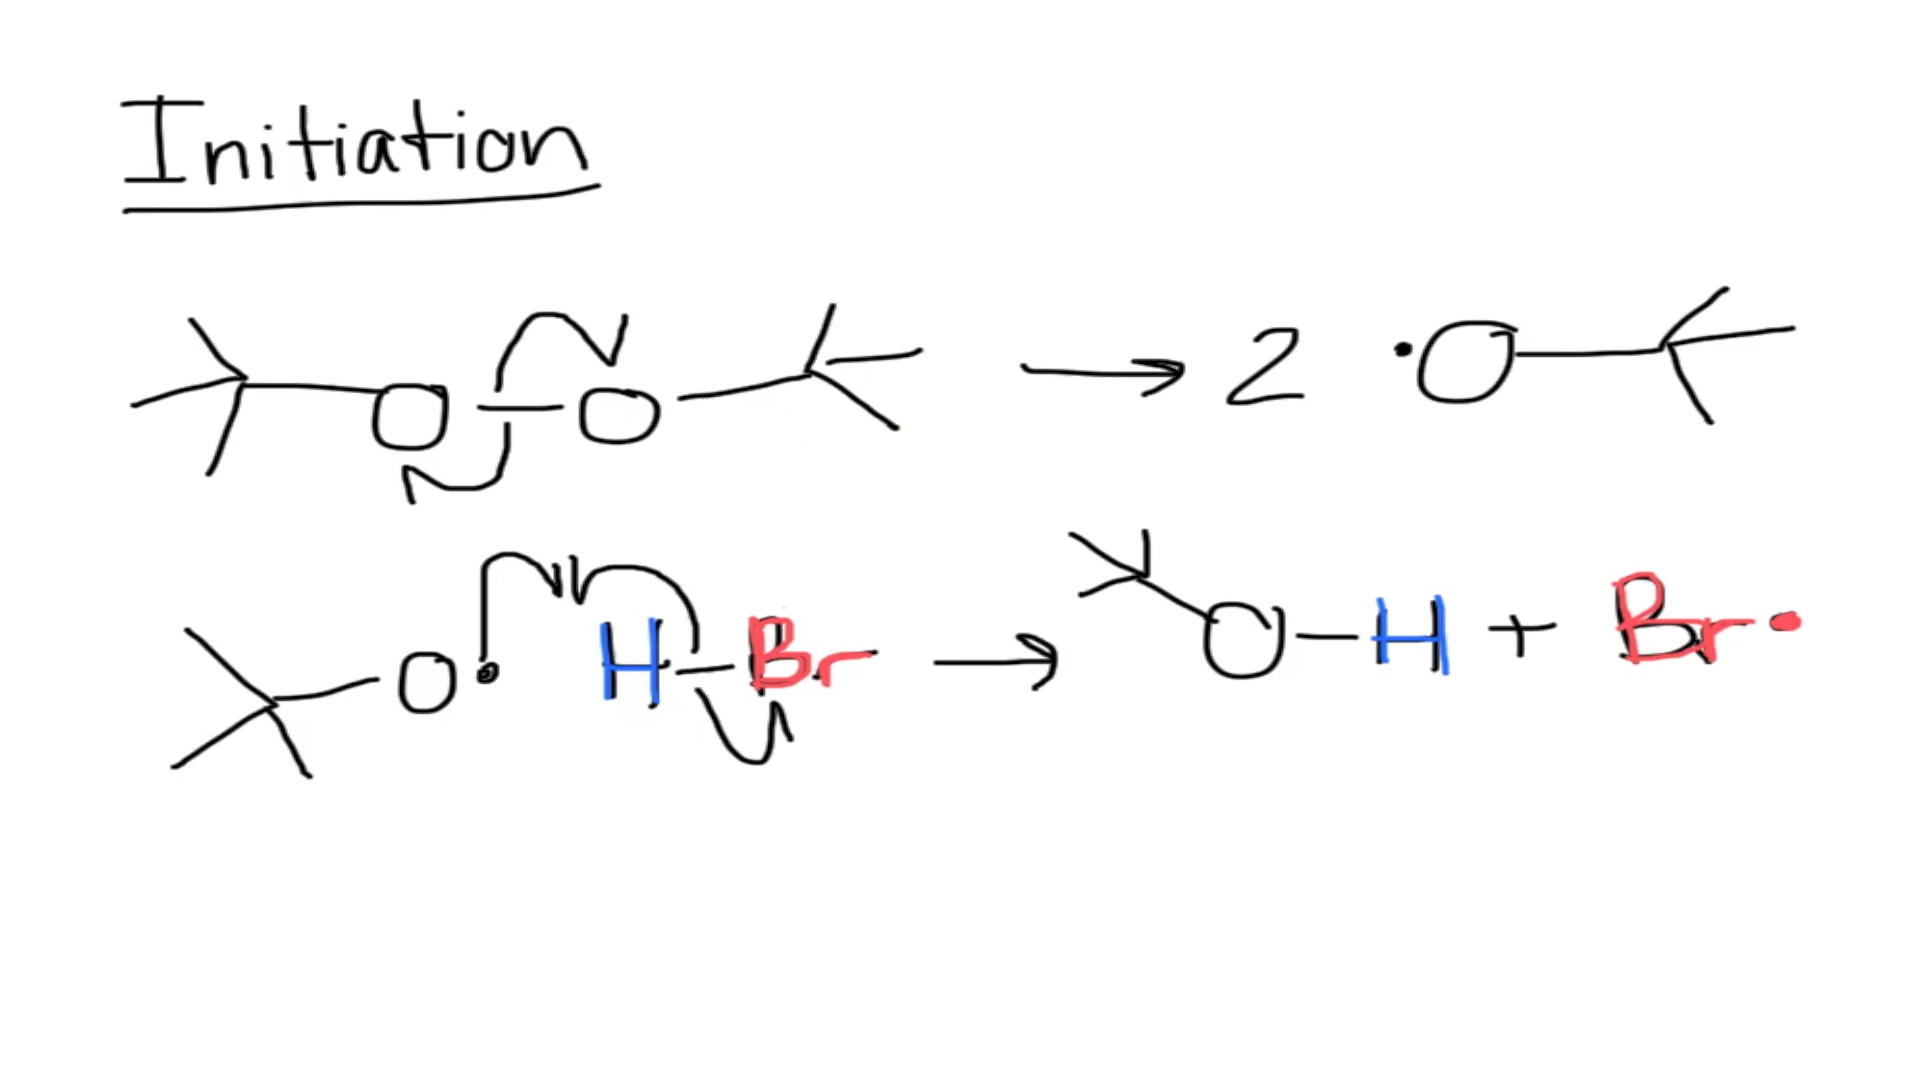 Initiation
O-O → 2 ·O
O· H-Br → O-H + Br·